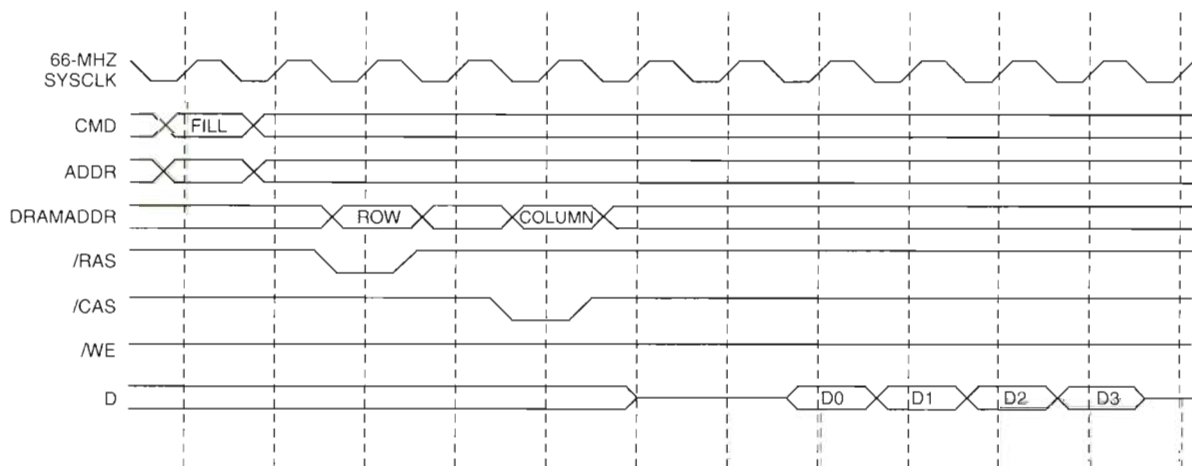 66-MHZ
SYSCLK
CMD FILL
ADDR
DRAMADDR ROW COLUMN
/RAS
/CAS
/WE
D D0 D1 D2 D3